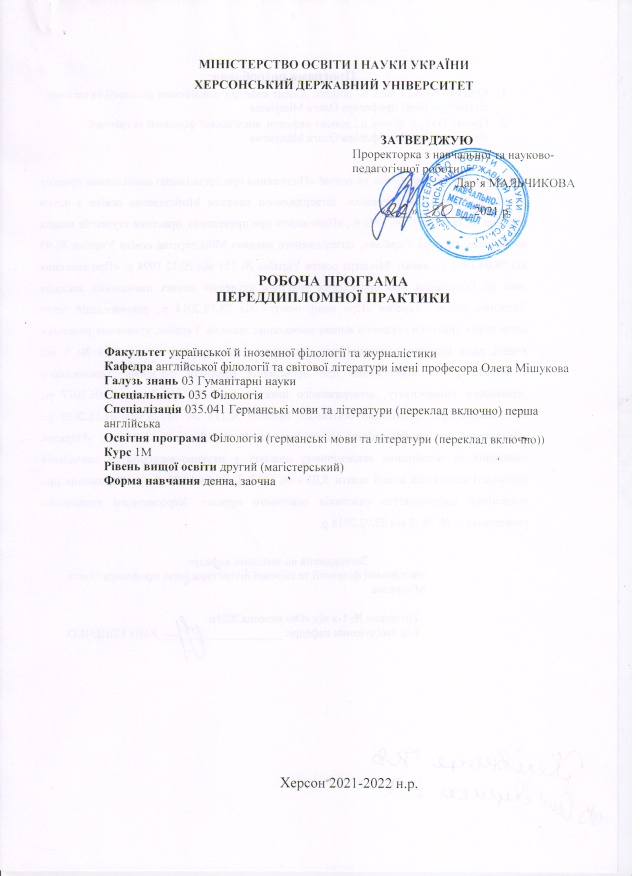 МІНІСТЕРСТВО ОСВІТИ І НАУКИ УКРАЇНИ
ХЕРСОНСЬКИЙ ДЕРЖАВНИЙ УНІВЕРСИТЕТ
ЗАТВЕРДЖУЮ
Проректорка з навчальної та науково-
педагогічної роботи
Дар’я МАЛЬЧИКОВА
2021 р.
НАВЧАЛЬНО-
МЕТОДИЧНИЙ
ВІДДІЛ
РОБОЧА ПРОГРАМА
ПЕРЕДДИПЛОМНОЇ ПРАКТИКИ
Факультет української й іноземної філології та журналістики
Кафедра англійської філології та світової літератури імені професора Олега Мішукова
Галузь знань 03 Гуманітарні науки
Спеціальність 035 Філологія
Спеціалізація 035.041 Германські мови та літератури (переклад включно) перша
англійська
Освітня програма Філологія (германські мови та літератури (переклад включно))
Курс 1М
Рівень вищої освіти другий (магістерський)
Форма навчання денна, заочна
Херсон 2021-2022 н.р.